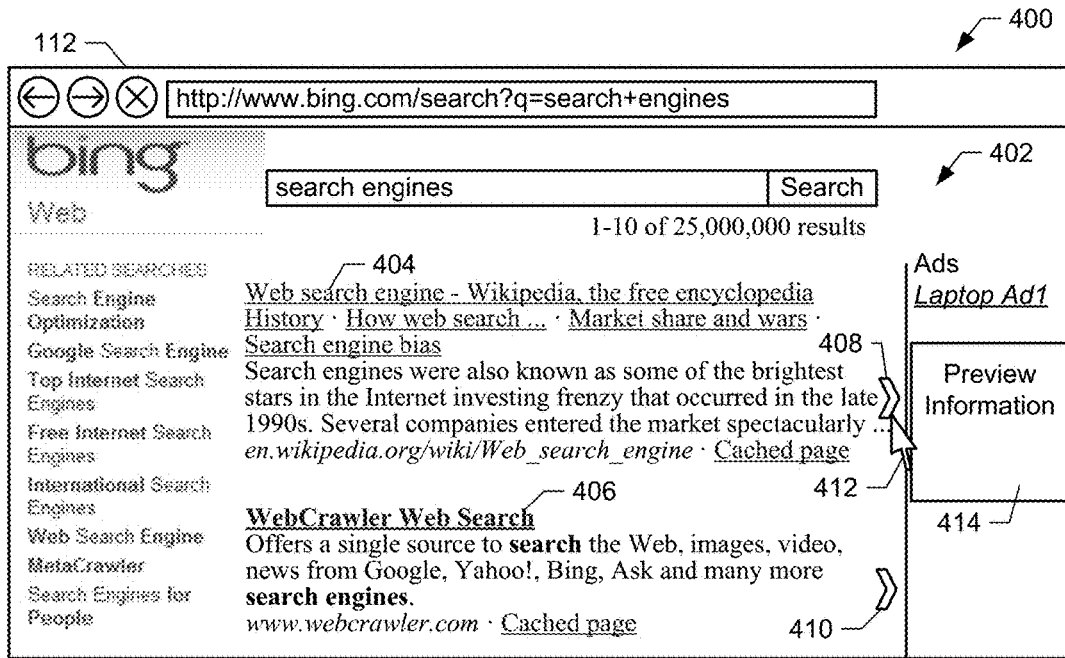 400
112
http://www.bing.com/search?q=search+engines
bing
Web
search engines Search
402
1-10 of 25,000,000 results
RELATED SEARCHES
Search Engine
Optimization
Google Search Engine
Top Internet Search
Engines
Free Internet Search
Engines
International Search
Engines
Web Search Engine
MetaCrawler
Search Engines for
People
404
Web search engine - Wikipedia, the free encyclopedia
History · How web search ... · Market share and wars ·
Search engine bias
Search engines were also known as some of the brightest
stars in the Internet investing frenzy that occurred in the late
1990s. Several companies entered the market spectacularly ...
en.wikipedia.org/wiki/Web_search_engine · Cached page
408
412
406
WebCrawler Web Search
Offers a single source to search the Web, images, video,
news from Google, Yahoo!, Bing, Ask and many more
search engines.
www.webcrawler.com · Cached page
410
Ads
Laptop Ad1
Preview
Information
414